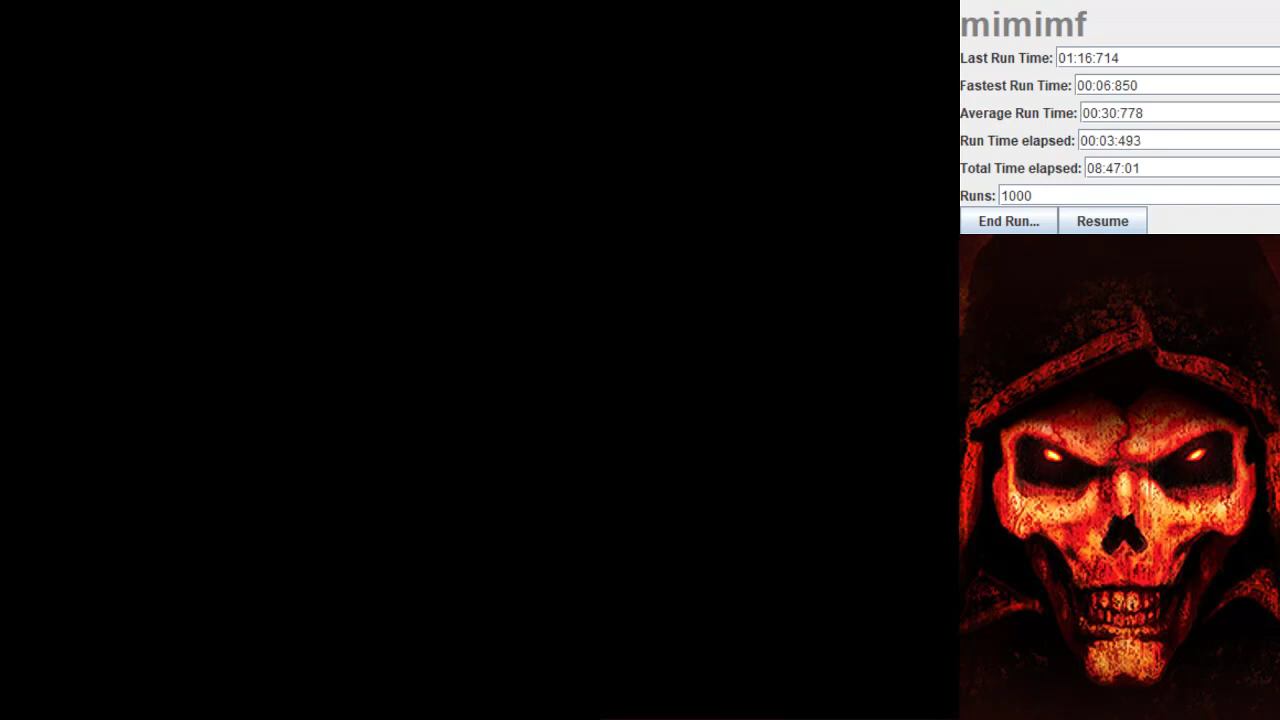 mimimf
Last Run Time: 01:16:714
Fastest Run Time: 00:06:850
Average Run Time: 00:30:778
Run Time elapsed: 00:03:493
Total Time elapsed: 08:47:01
Runs: 1000
End Run... Resume